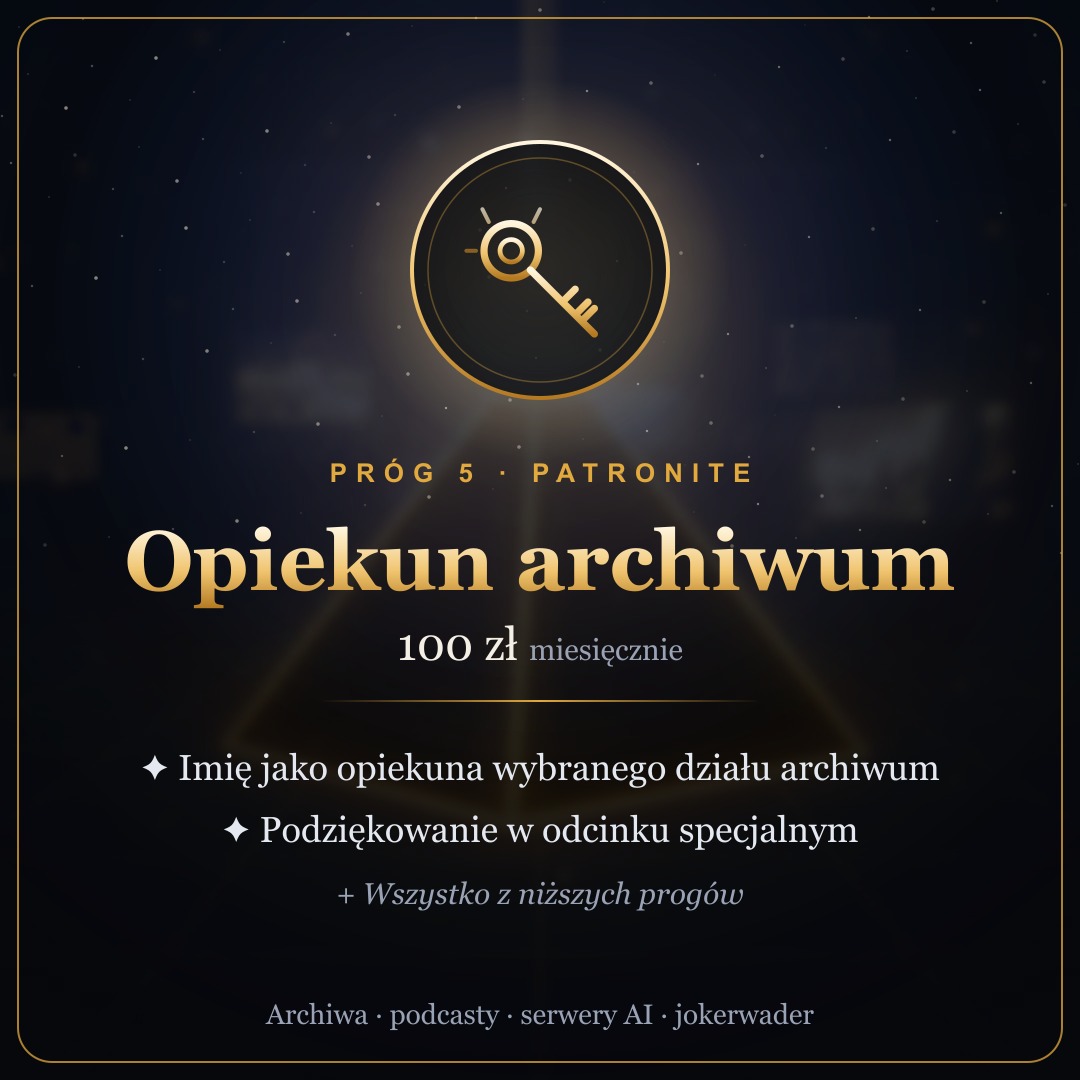 PRÓG 5 · PATRONITE
Opiekun archiwum
100 zł miesięcznie
✦ Imię jako opiekuna wybranego działu archiwum
✦ Podziękowanie w odcinku specjalnym
+ Wszystko z niższych progów
Archiwa · podcasty · serwery AI · jokerwader